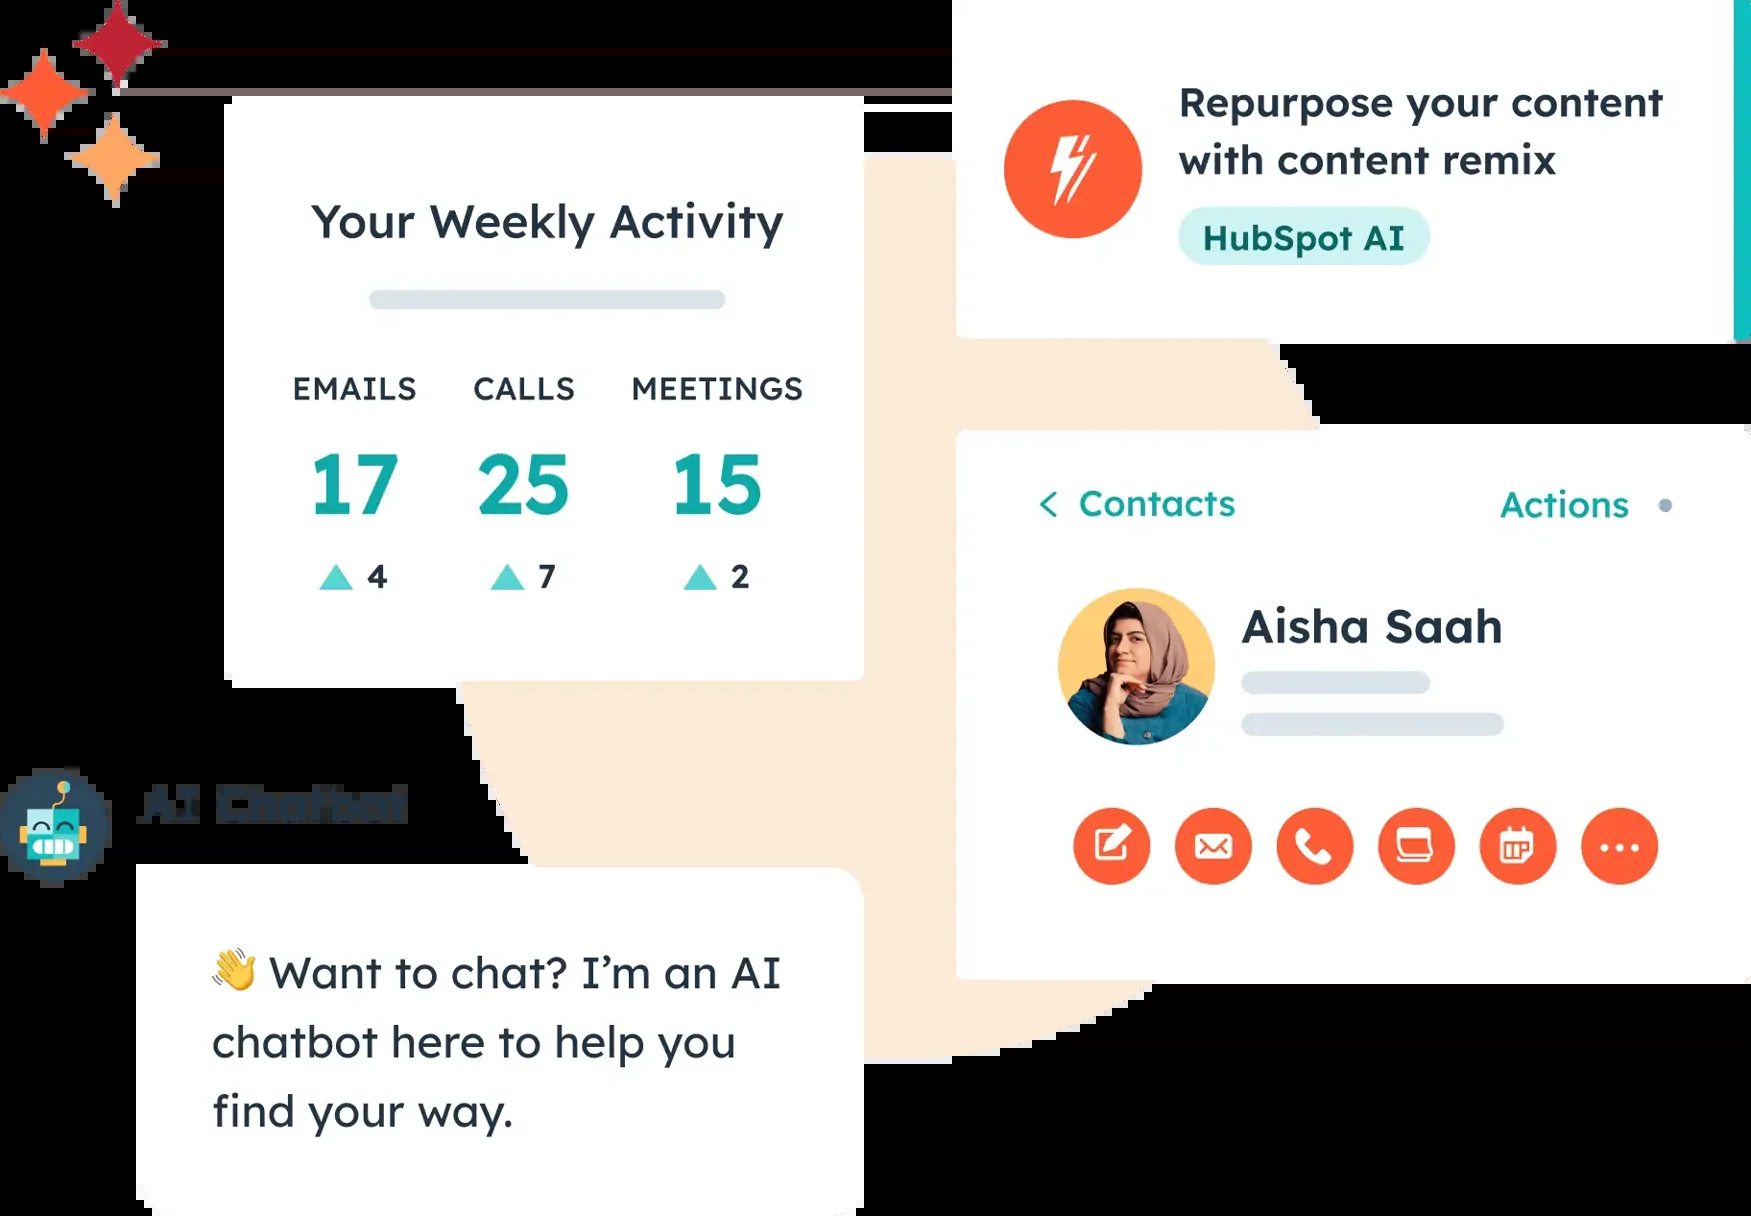 Repurpose your content
with content remix
HubSpot AI
Your Weekly Activity
EMAILS CALLS MEETINGS
17 25 15
4 7 2
< Contacts
Actions
Aisha Saah
AI Chatbot
👋 Want to chat? I’m an AI
chatbot here to help you
find your way.